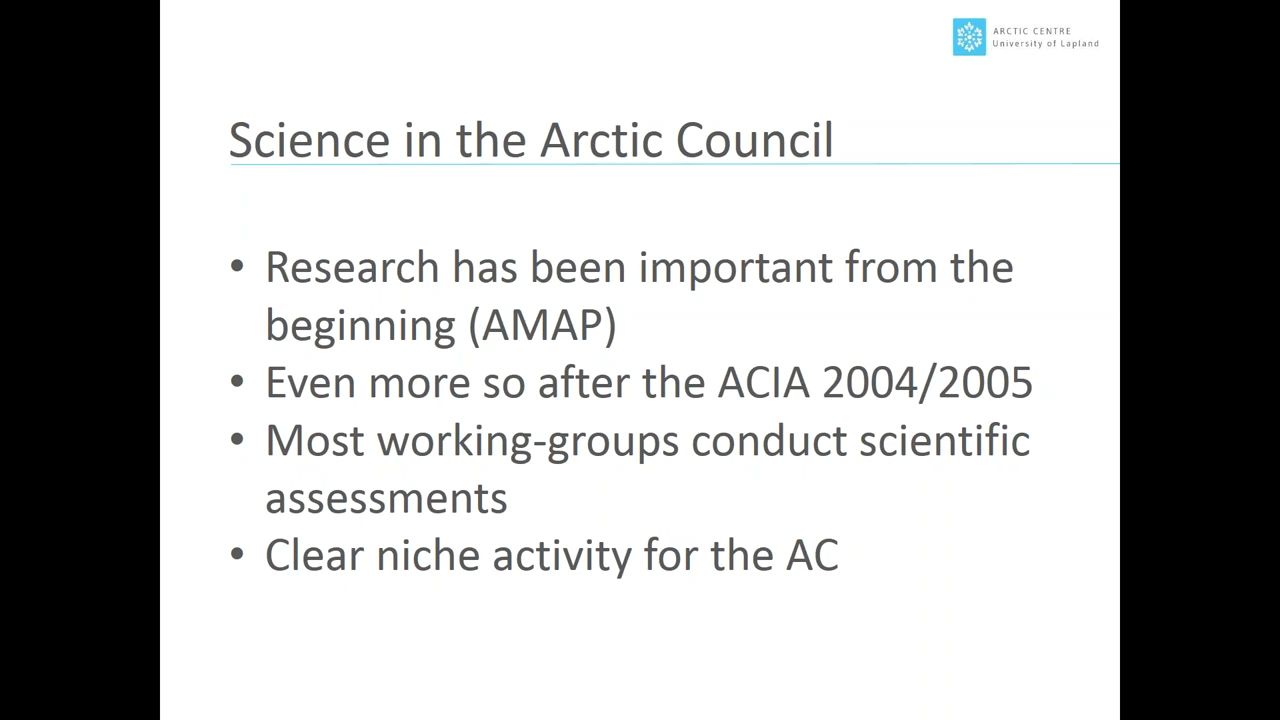 ARCTIC CENTRE
University of Lapland
Science in the Arctic Council
• Research has been important from the
beginning (AMAP)
• Even more so after the ACIA 2004/2005
• Most working-groups conduct scientific
assessments
• Clear niche activity for the AC